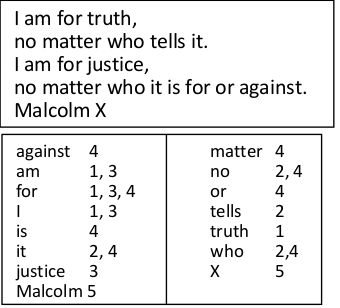 I am for truth,
no matter who tells it.
I am for justice,
no matter who it is for or against.
Malcolm X
against 4
am 1, 3
for 1, 3, 4
I 1, 3
is 4
it 2, 4
justice 3
Malcolm 5
matter 4
no 2, 4
or 4
tells 2
truth 1
who 2,4
X 5